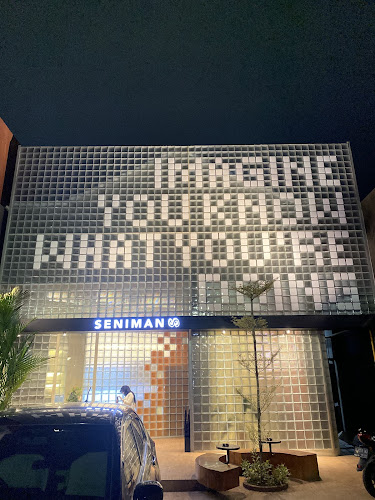 IMAGINE
YOU KNOW
WHAT YOU'RE
DOING
SENIMAN